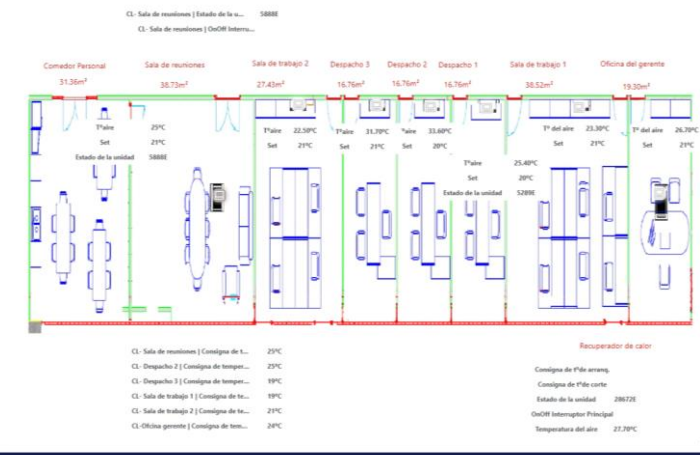 CL- Sala de reuniones | Estado de la u... 5888E
CL- Sala de reuniones | OnOff Interru...
Comedor Personal Sala de reuniones Sala de trabajo 2 Despacho 3 Despacho 2 Despacho 1 Sala de trabajo 1 Oficina del gerente
31.36m² 38.73m² 27.43m² 16.76m² 16.76m² 16.76m² 38.52m² 19.30m²
Tªaire 25ºC Tªaire 22.50ºC Tªaire 31.70ºC ªaire 33.60ºC Tª del aire 23.30ºC Tª del aire 26.70ºC
Set 21ºC Set 21ºC Set 21ºC Set 20ºC Set 21ºC Set 21ºC
Estado de la unidad 5888E
Tªaire 25.40ºC
Set 20ºC
Estado de la unidad 5289E
Recuperador de calor
CL- Sala de reuniones | Consigna de t... 25ºC
CL- Despacho 2 | Consigna de temper... 25ºC
CL- Despacho 3 | Consigna de temper... 19ºC
CL- Sala de trabajo 1 | Consigna de te... 19ºC
CL- Sala de trabajo 2 | Consigna de te... 21ºC
CL-Oficina gerente | Consigna de tem... 24ºC
Consigna de tªde arranq.
Consigna de tªde corte
Estado de la unidad 28672E
OnOff Interruptor Principal
Temperatura del aire 27.70ºC